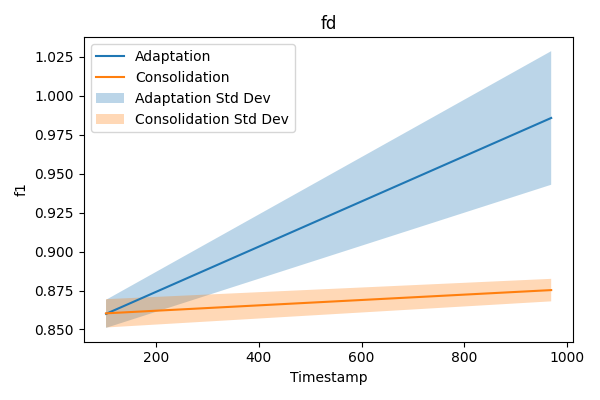 fd
Adaptation
Consolidation
Adaptation Std Dev
Consolidation Std Dev
1.025
1.000
0.975
0.950
0.925
0.900
0.875
0.850
f1
200
400
600
800
1000
Timestamp